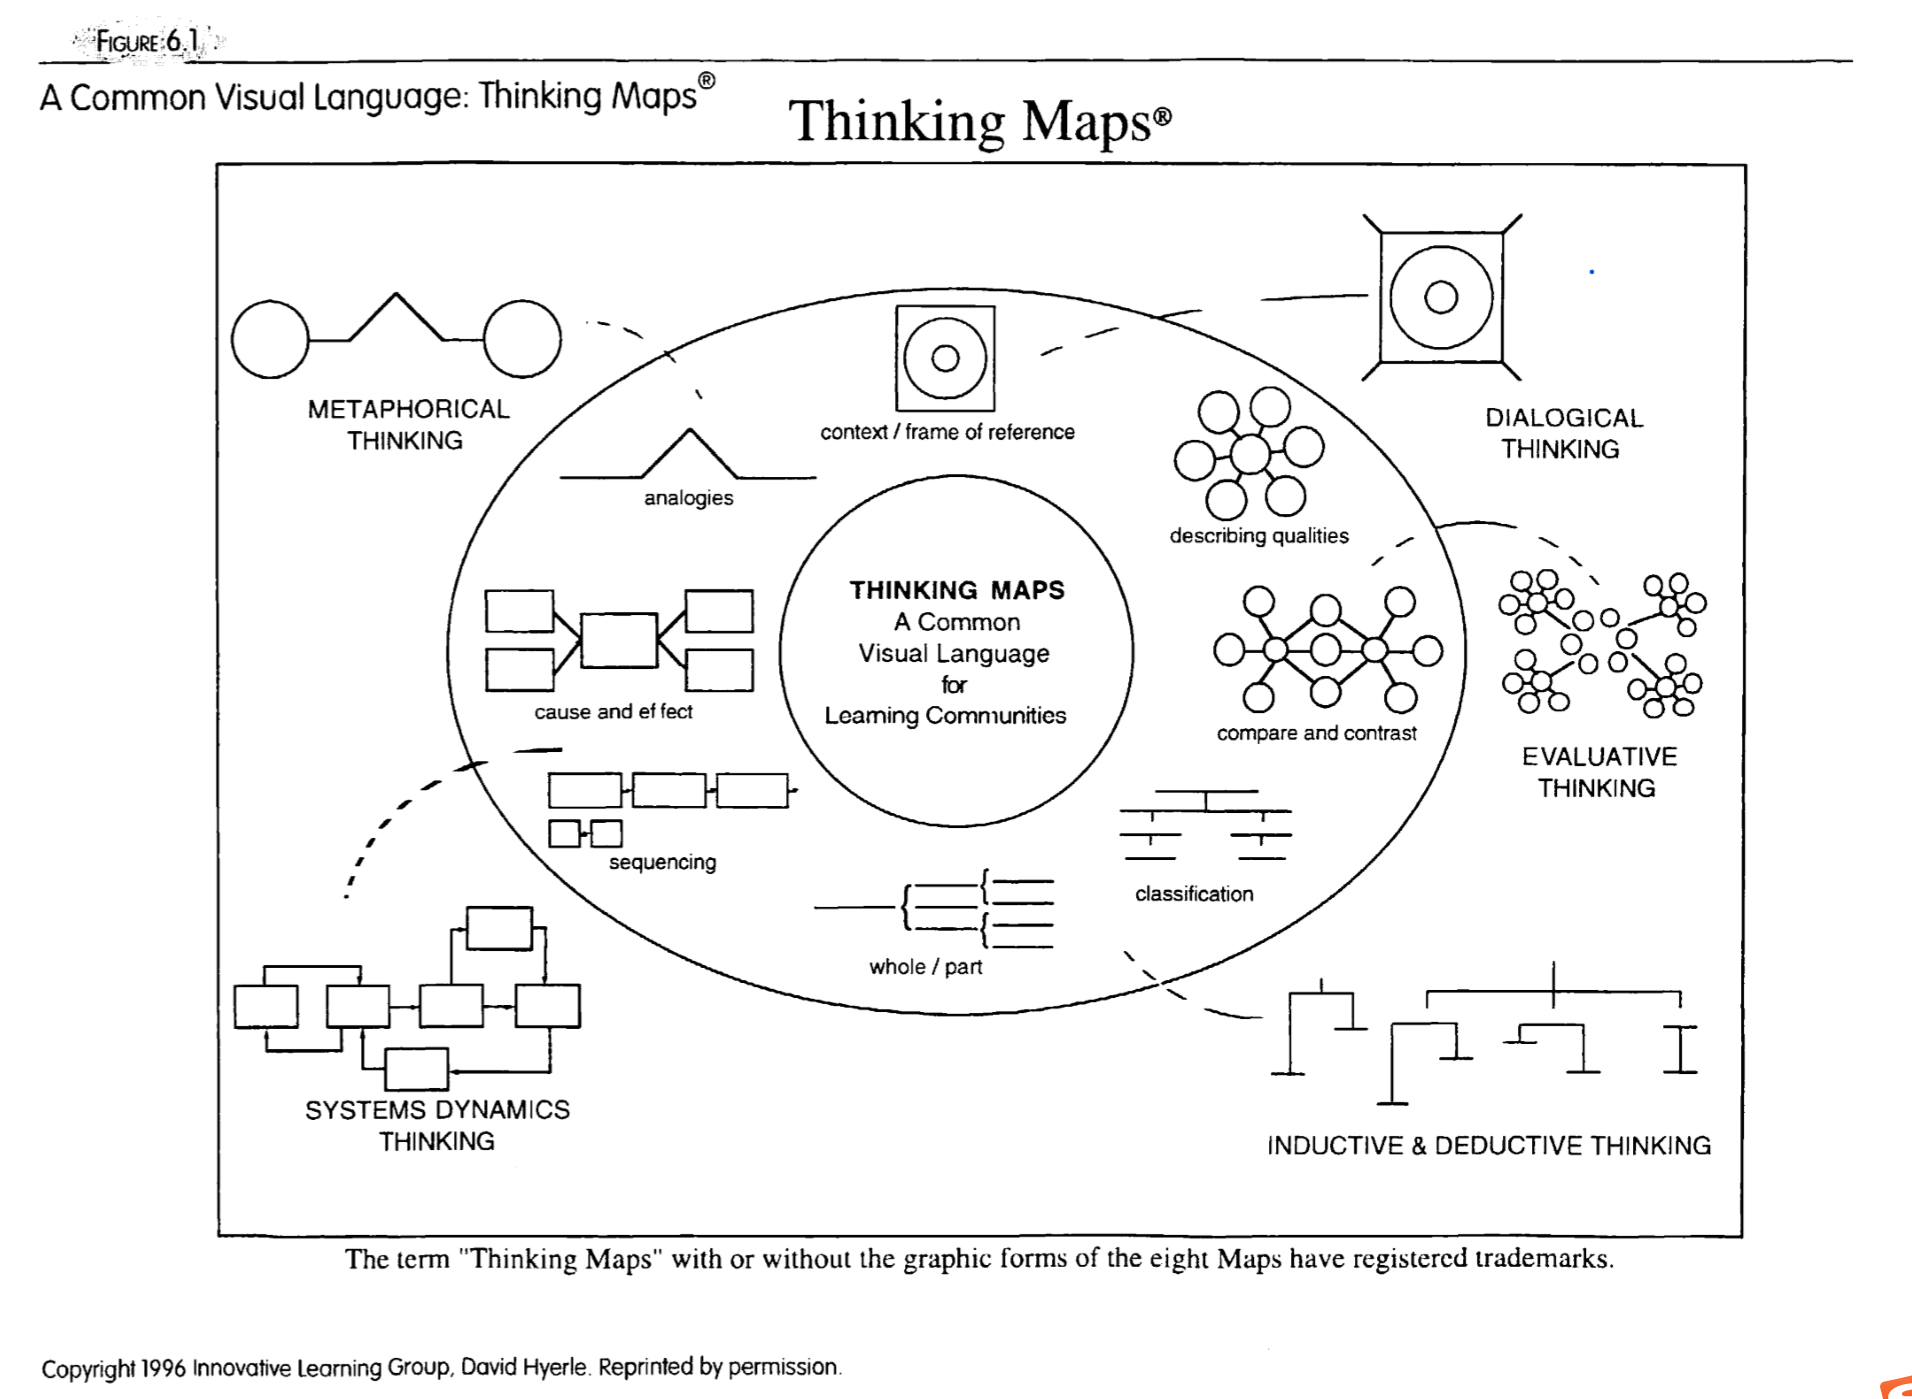 FIGURE 6.1
A Common Visual Language: Thinking Maps®
Thinking Maps®
METAPHORICAL
THINKING
context / frame of reference
DIALOGICAL
THINKING
analogies
describing qualities
THINKING MAPS
A Common
Visual Language
for
Learning Communities
cause and effect
compare and contrast
EVALUATIVE
THINKING
sequencing
classification
whole / part
SYSTEMS DYNAMICS
THINKING
INDUCTIVE & DEDUCTIVE THINKING
The term "Thinking Maps" with or without the graphic forms of the eight Maps have registered trademarks.
Copyright 1996 Innovative Learning Group, David Hyerle. Reprinted by permission.